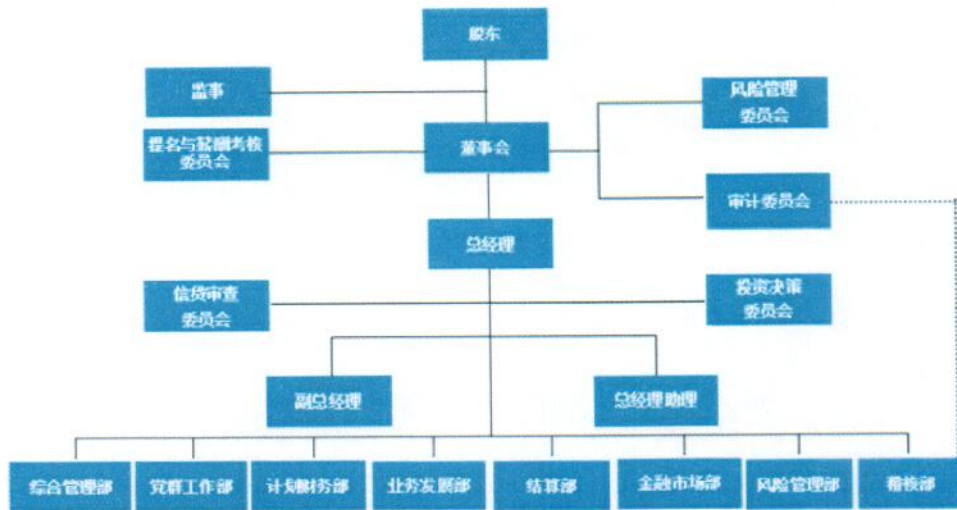 股东
监事
风险管理
委员会
提名与薪酬考核
委员会
董事会
审计委员会
总经理
信贷审查
委员会
投资决策
委员会
副总经理
总经理助理
综合管理部
党群工作部
计划财务部
业务发展部
结算部
金融市场部
风险管理部
稽核部